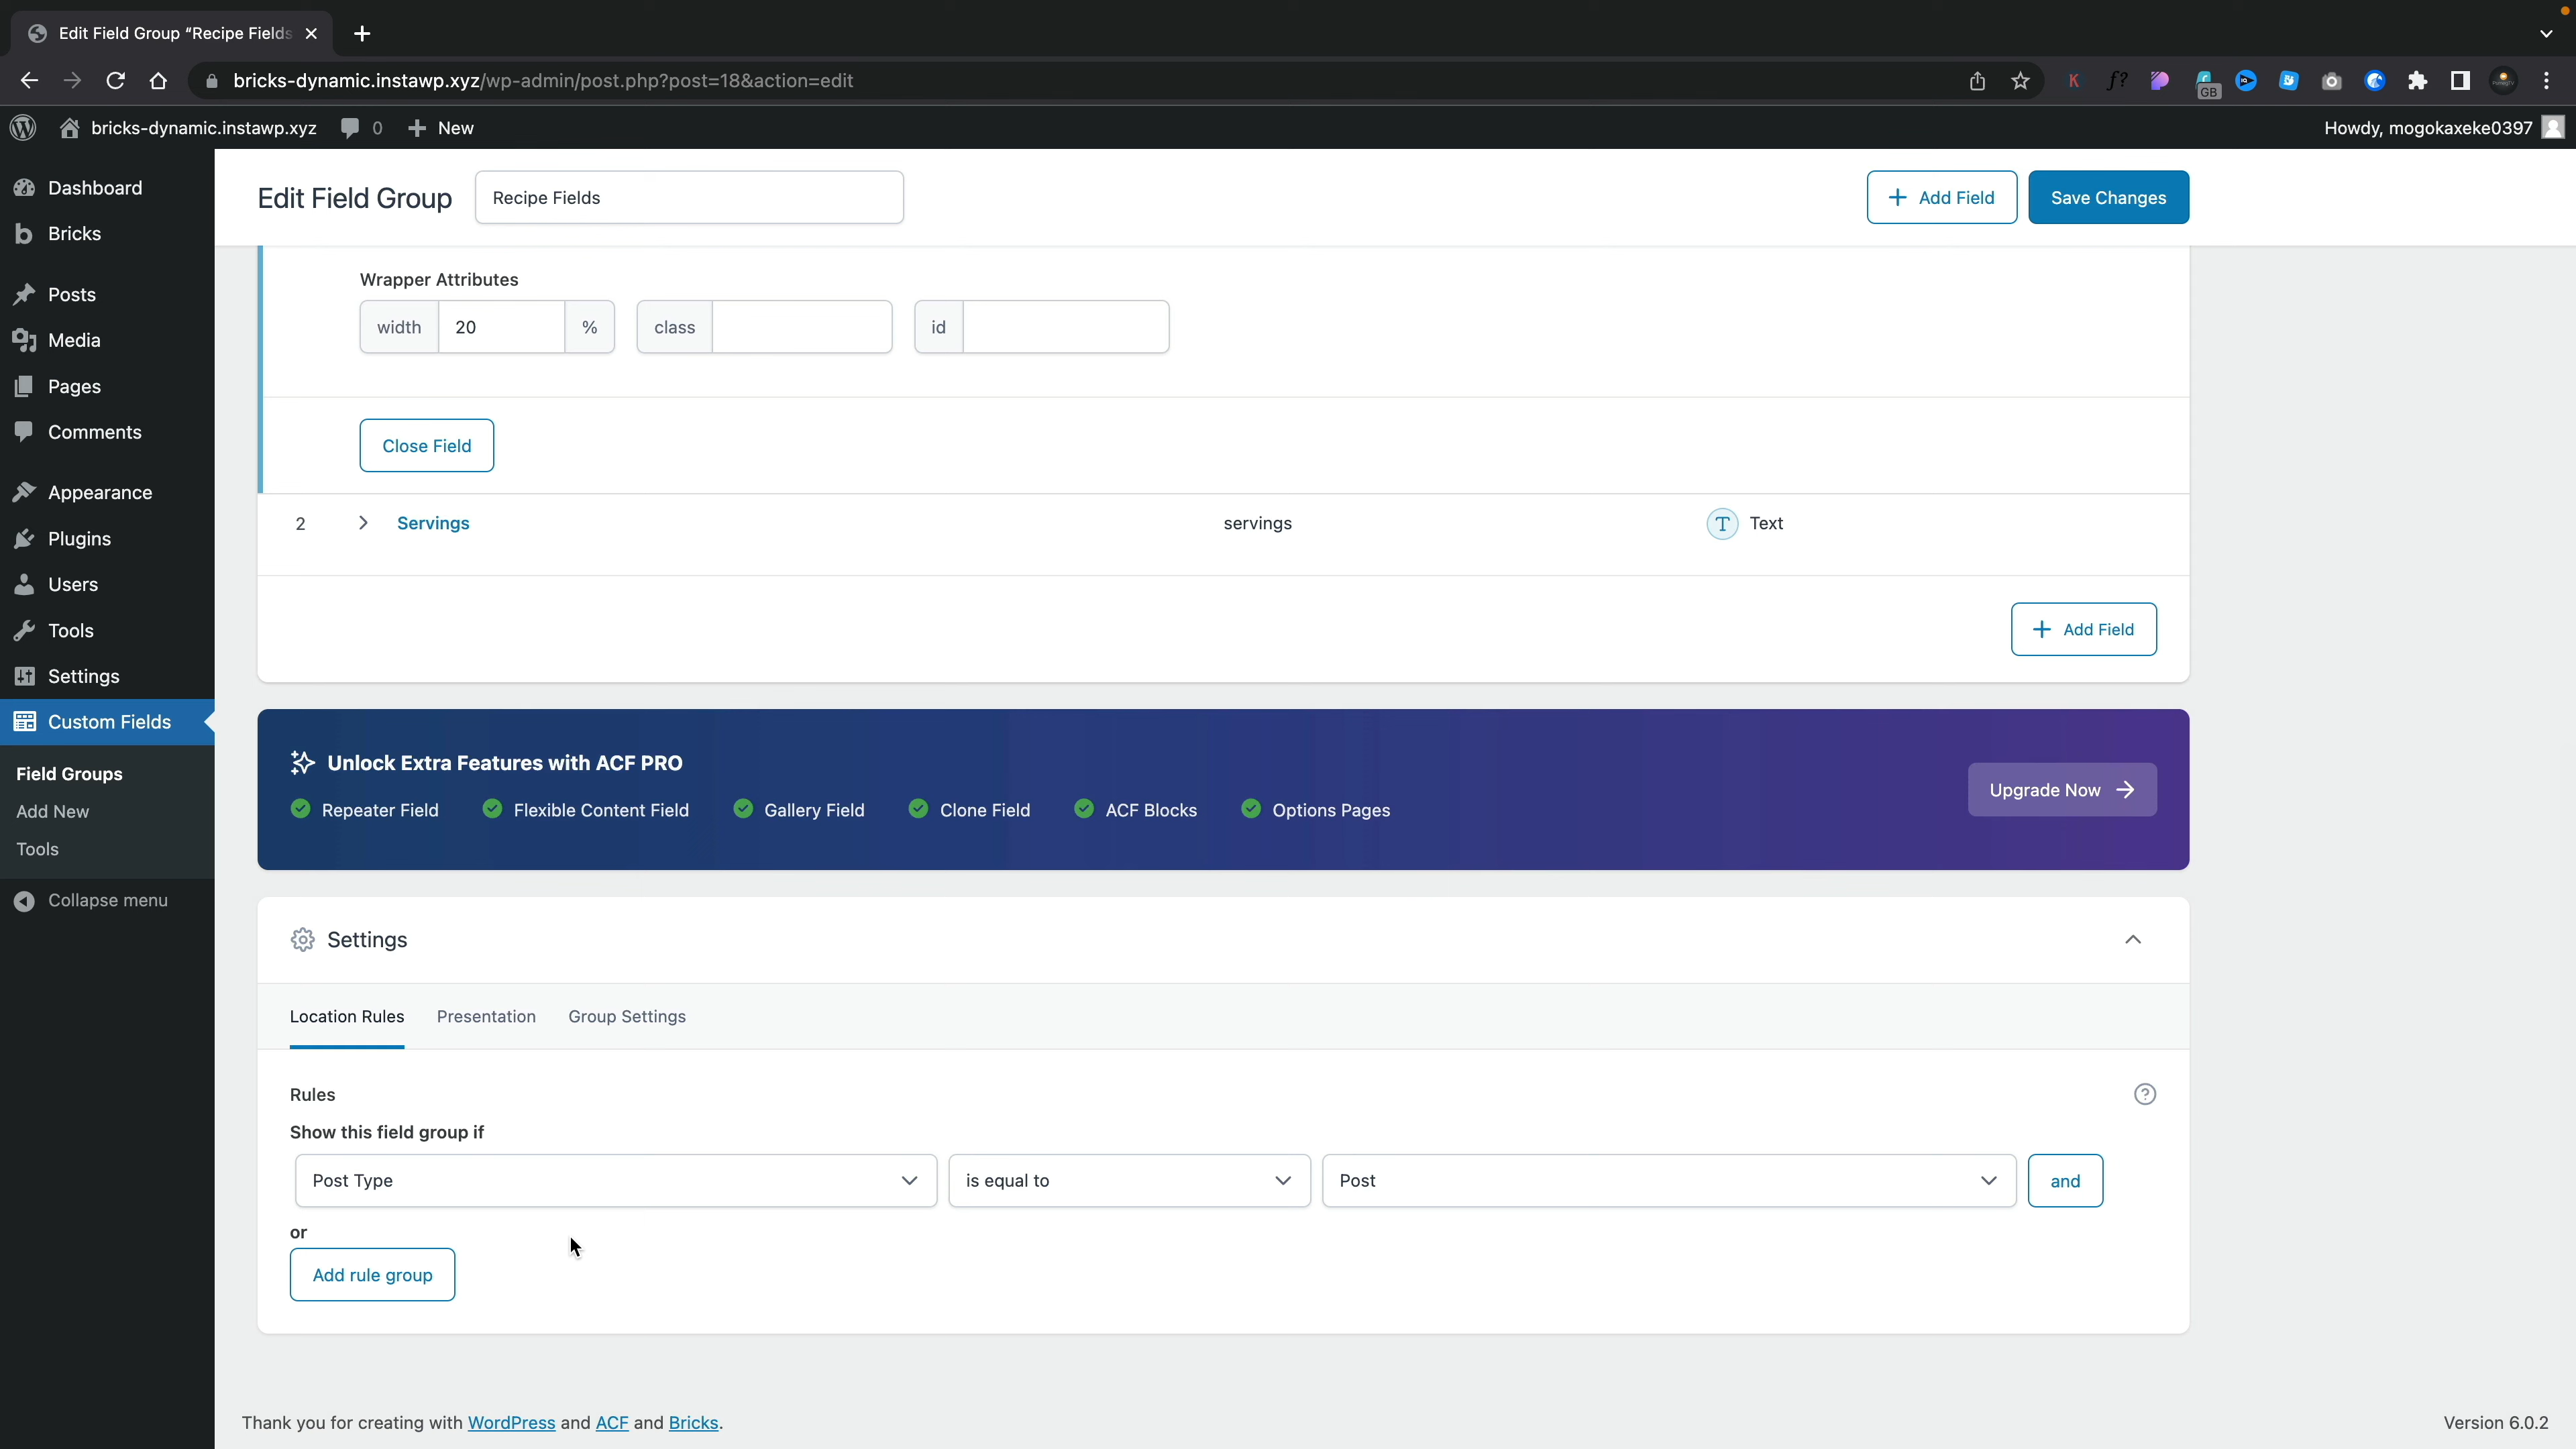 Edit Field Group “Recipe Fields
bricks-dynamic.instawp.xyz/wp-admin/post.php?post=18&action=edit
GB
bricks-dynamic.instawp.xyz 0 New
Howdy, mogokaxeke0397
Dashboard
Bricks
Posts
Media
Pages
Comments
Appearance
Plugins
Users
Tools
Settings
Custom Fields
Field Groups
Add New
Tools
Collapse menu
Edit Field Group
Recipe Fields
Add Field
Save Changes
Wrapper Attributes
width 20 % class id
Close Field
2 Servings servings T Text
Add Field
Unlock Extra Features with ACF PRO
Repeater Field Flexible Content Field Gallery Field Clone Field ACF Blocks Options Pages
Upgrade Now
Settings
Location Rules Presentation Group Settings
Rules
Show this field group if
Post Type is equal to Post and
or
Add rule group
Thank you for creating with WordPress and ACF and Bricks.
Version 6.0.2